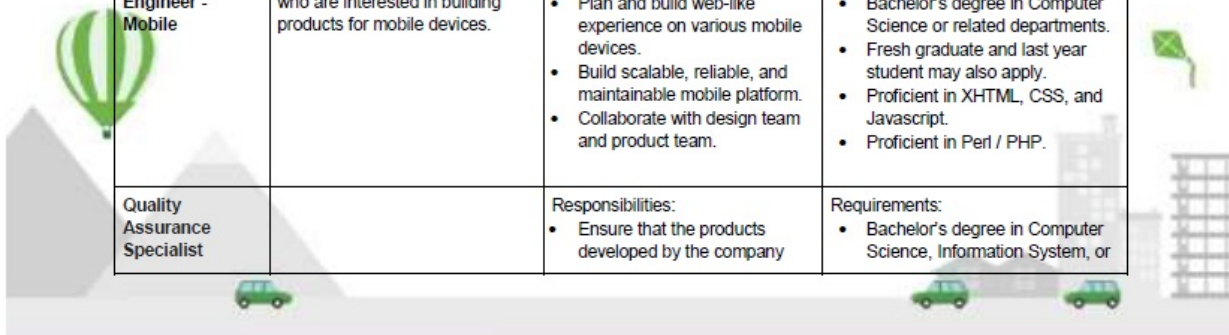 Engineer -
Mobile
who are interested in building
products for mobile devices.
• Plan and build web-like
experience on various mobile
devices.
• Build scalable, reliable, and
maintainable mobile platform.
• Collaborate with design team
and product team.
• Bachelor's degree in Computer
Science or related departments.
• Fresh graduate and last year
student may also apply.
• Proficient in XHTML, CSS, and
Javascript.
• Proficient in Perl / PHP.
Quality
Assurance
Specialist
Responsibilities:
• Ensure that the products
developed by the company
Requirements:
• Bachelor's degree in Computer
Science, Information System, or